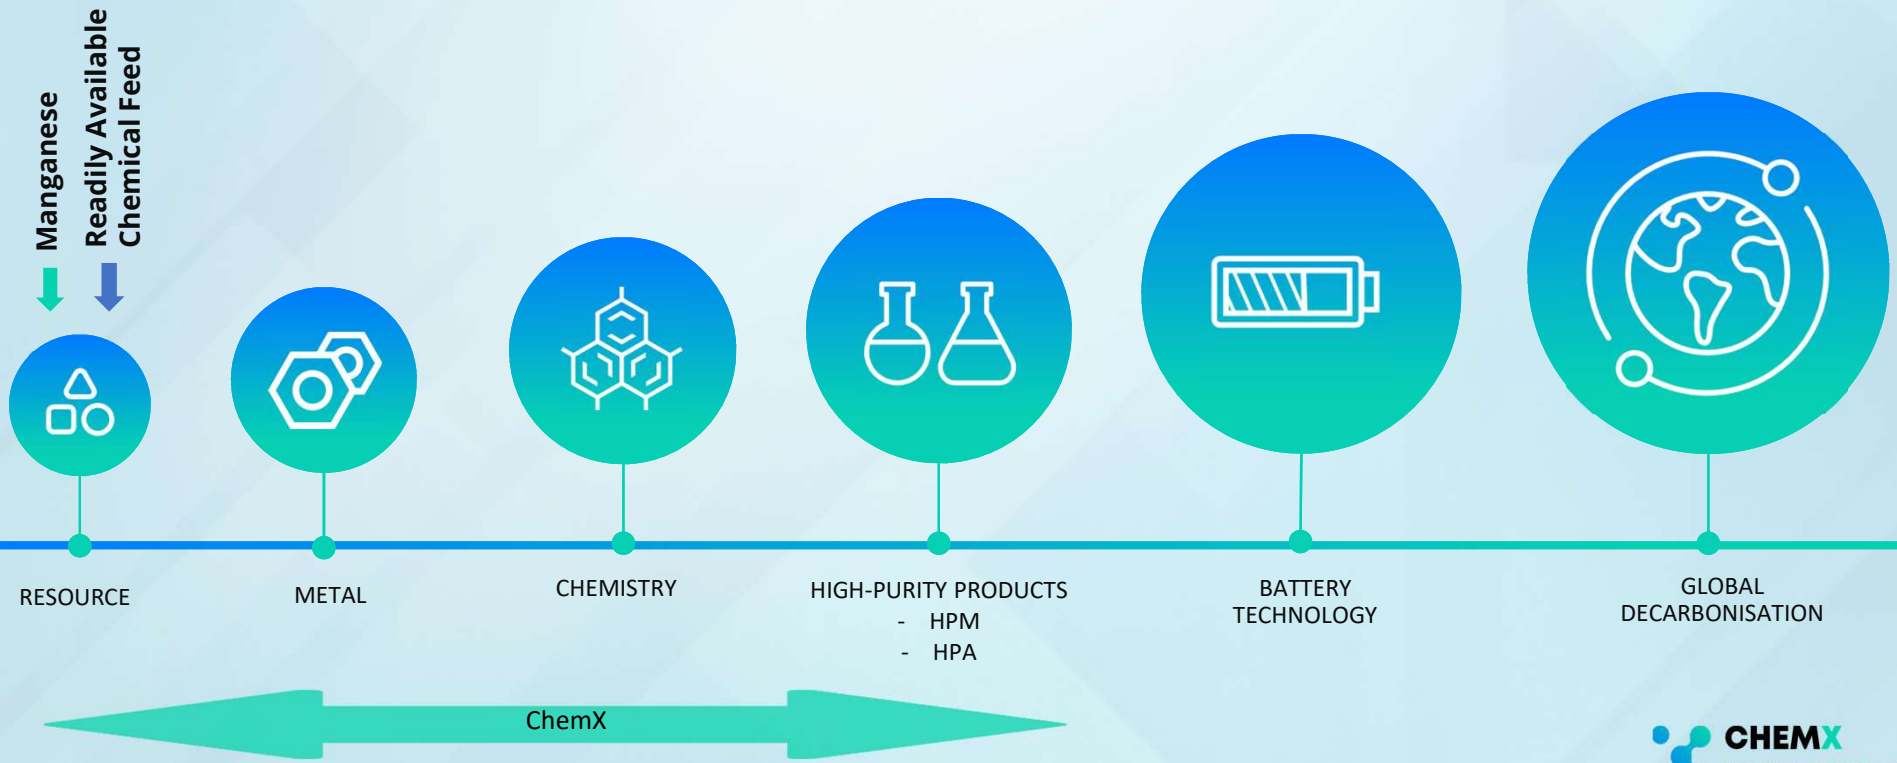 Manganese
Readily Available
Chemical Feed
RESOURCE
METAL
CHEMISTRY
HIGH-PURITY PRODUCTS
- HPM
- HPA
BATTERY
TECHNOLOGY
GLOBAL
DECARBONISATION
ChemX
CHEMX